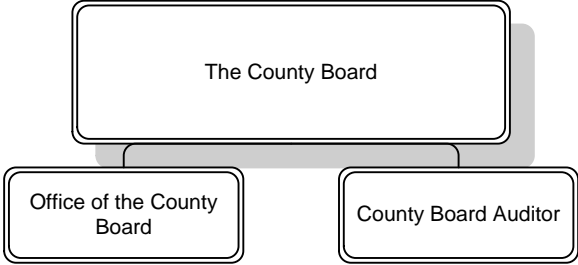 The County Board
Office of the County
Board
County Board Auditor